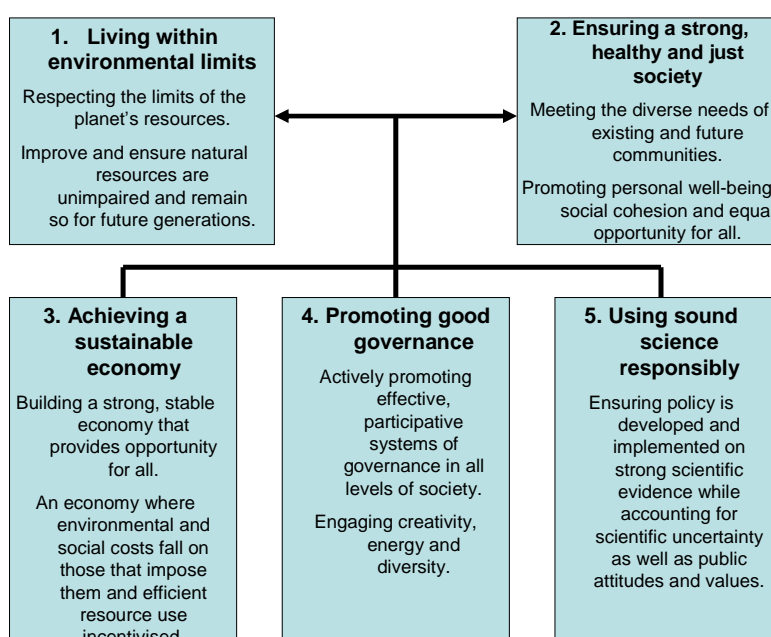 1. Living within
environmental limits
Respecting the limits of the
planet's resources.
Improve and ensure natural
resources are
unimpaired and remain
so for future generations.
2. Ensuring a strong,
healthy and just
society
Meeting the diverse needs of
existing and future
communities.
Promoting personal well-being
social cohesion and equa
opportunity for all.
3. Achieving a
sustainable
economy
Building a strong, stable
economy that
provides opportunity
for all.
An economy where
environmental and
social costs fall on
those that impose
them and efficient
resource use
incentivised
4. Promoting good
governance
Actively promoting
effective,
participative
systems of
governance in all
levels of society.
Engaging creativity,
energy and
diversity.
5. Using sound
science
responsibly
Ensuring policy is
developed and
implemented on
strong scientific
evidence while
accounting for
scientific uncertainty
as well as public
attitudes and values.